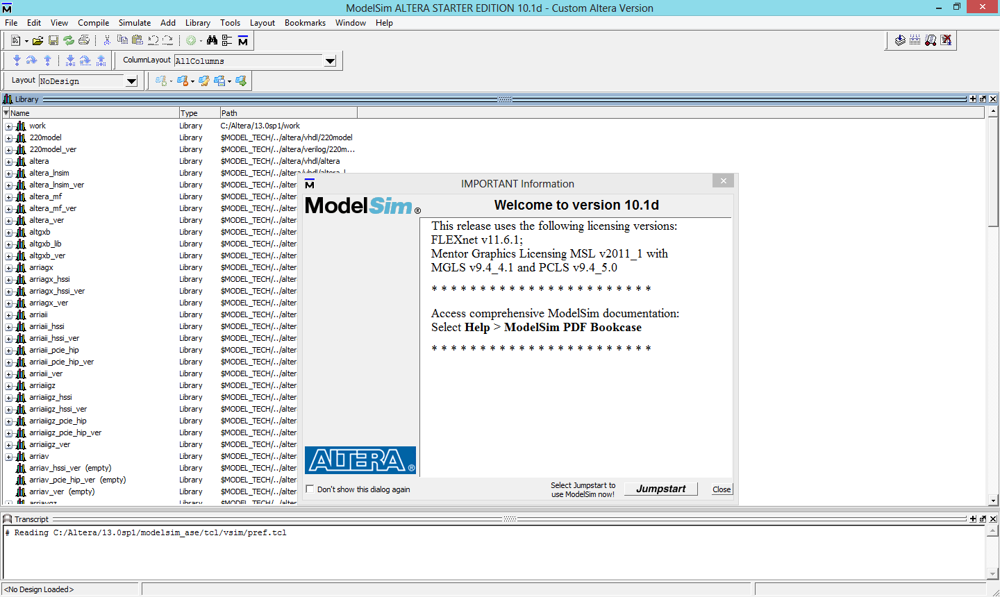 ModelSim ALTERA STARTER EDITION 10.1d - Custom Altera Version
File Edit View Compile Simulate Add Library Tools Layout Bookmarks Window Help
ColumnLayout AllColumns
Layout NoDesign
Library
Name Type Path
work Library C:/Altera/13.0sp1/work
220model Library $MODEL_TECH/../altera/vhdl/220model
220model_ver Library $MODEL_TECH/../altera/verilog/220m...
altera Library $MODEL_TECH/../altera/vhdl/altera
altera_lnsim Library $MODEL_TECH/../altera/vhdl/altera_l
altera_lnsim_ver Library $MODEL_TECH/../alter
altera_mf Library $MODEL_TECH/../alter
altera_mf_ver Library $MODEL_TECH/../alter
altera_ver Library $MODEL_TECH/../alter
altgxb Library $MODEL_TECH/../alter
altgxb_lib Library $MODEL_TECH/../alter
altgxb_ver Library $MODEL_TECH/../alter
arriagx Library $MODEL_TECH/../alter
arriagx_hssi Library $MODEL_TECH/../alter
arriagx_hssi_ver Library $MODEL_TECH/../alter
arriagx_ver Library $MODEL_TECH/../alter
arriaii Library $MODEL_TECH/../alter
arriaii_hssi Library $MODEL_TECH/../alter
arriaii_hssi_ver Library $MODEL_TECH/../alter
arriaii_pcie_hip Library $MODEL_TECH/../alter
arriaii_pcie_hip_ver Library $MODEL_TECH/../alter
arriaii_ver Library $MODEL_TECH/../alter
arriaiigz Library $MODEL_TECH/../alter
arriaiigz_hssi Library $MODEL_TECH/../alter
arriaiigz_hssi_ver Library $MODEL_TECH/../alter
arriaiigz_pcie_hip Library $MODEL_TECH/../alter
arriaiigz_pcie_hip_ver Library $MODEL_TECH/../alter
arriaiigz_ver Library $MODEL_TECH/../alter
arriav Library $MODEL_TECH/../alter
arriav_hssi_ver (empty) Library $MODEL_TECH/../alter
arriav_pcie_hip_ver (empty) Library $MODEL_TECH/../alter
arriav_ver (empty) Library $MODEL_TECH/../alter
arriavgz Library $MODEL_TECH/../alter
IMPORTANT Information
ModelSim®
Welcome to version 10.1d
This release uses the following licensing versions:
FLEXnet v11.6.1;
Mentor Graphics Licensing MSL v2011_1 with
MGLS v9.4_4.1 and PCLS v9.4_5.0
* * * * * * * * * * * * * * * * * * * * * * *
Access comprehensive ModelSim documentation:
Select Help > ModelSim PDF Bookcase
* * * * * * * * * * * * * * * * * * * * * * *
ALTERA®
Don't show this dialog again
Select Jumpstart to
use ModelSim now!
Jumpstart
Close
Transcript
# Reading C:/Altera/13.0sp1/modelsim_ase/tcl/vsim/pref.tcl
<No Design Loaded>